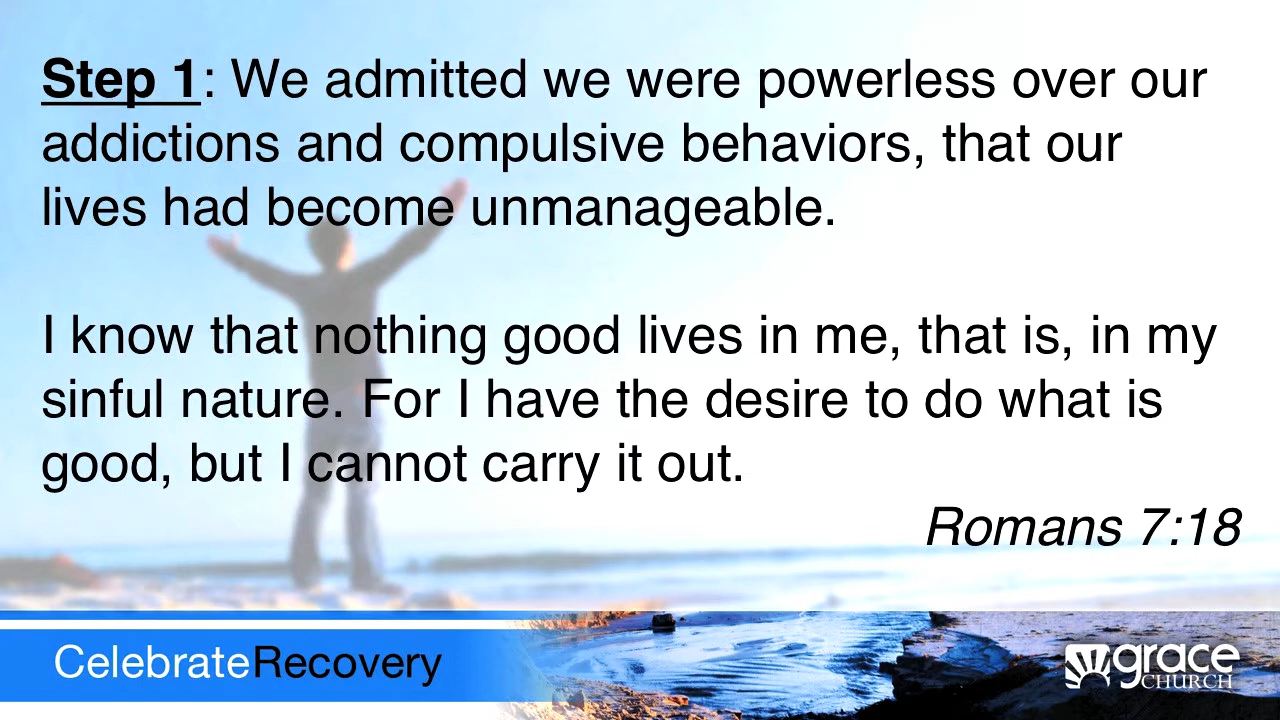 Step 1: We admitted we were powerless over our
addictions and compulsive behaviors, that our
lives had become unmanageable.
I know that nothing good lives in me, that is, in my
sinful nature. For I have the desire to do what is
good, but I cannot carry it out.
Romans 7:18
CelebrateRecovery
grace
CHURCH